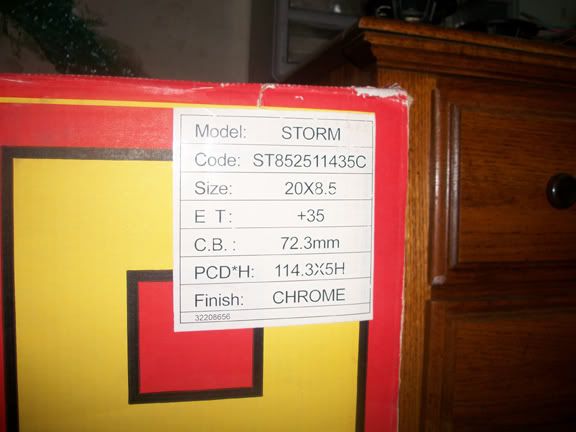 Model: STORM
Code: ST852511435C
Size: 20X8.5
E T: +35
C.B.: 72.3mm
PCD*H: 114.3X5H
Finish: CHROME
32208656